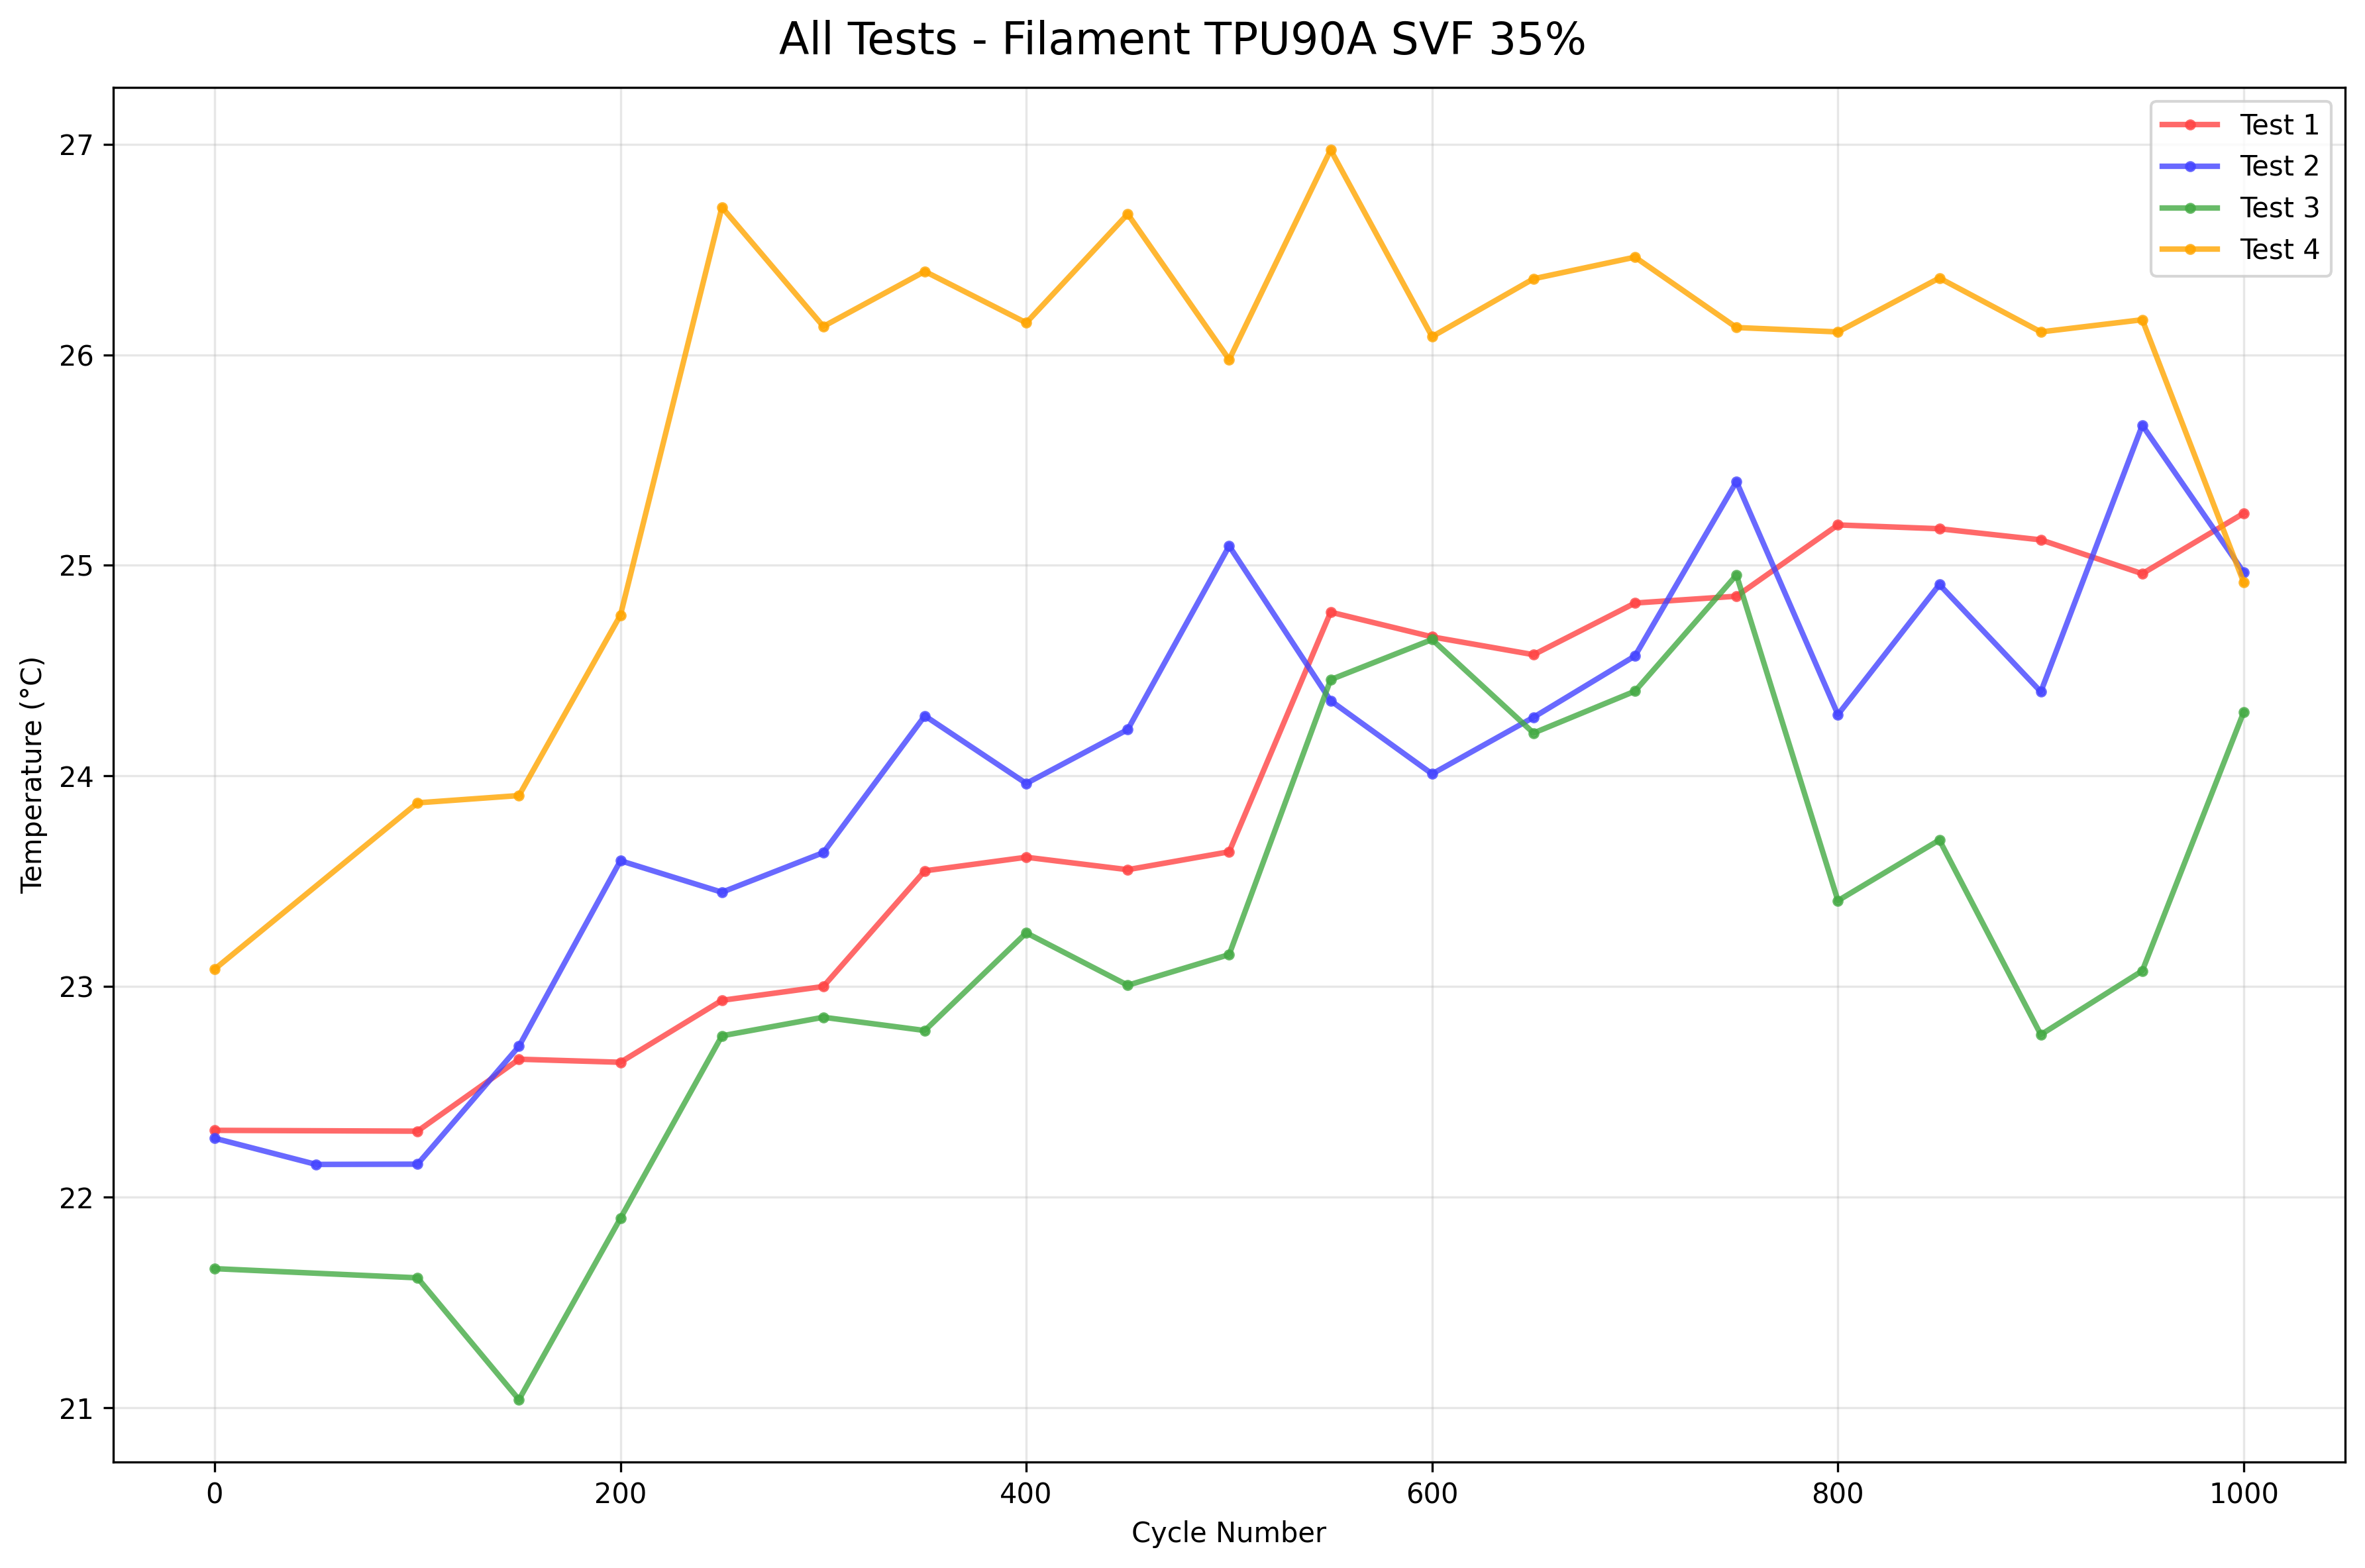 All Tests - Filament TPU90A SVF 35%
27
26
25
24
23
22
21
Temperature (°C)
0
200
400
600
800
1000
Cycle Number
Test 1
Test 2
Test 3
Test 4